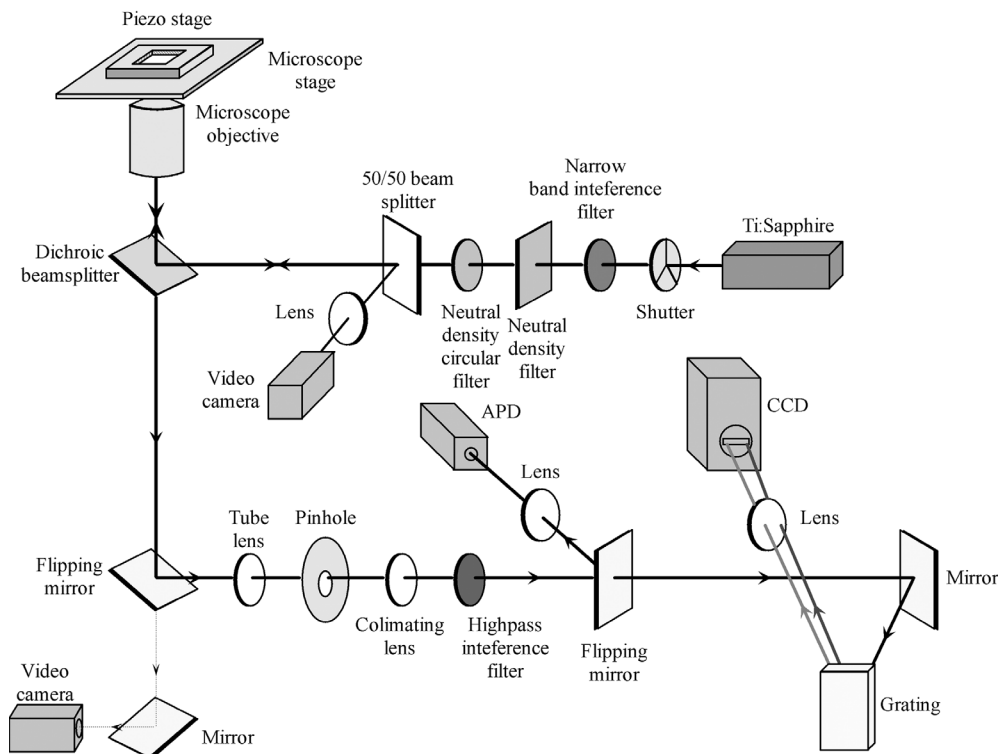 Piezo stage
Microscope
stage
Microscope
objective
50/50 beam
splitter
Narrow
band inteference
filter
Ti:Sapphire
Dichroic
beamsplitter
Lens
Neutral
density
circular
filter
Neutral
density
filter
Shutter
Video
camera
APD
CCD
Lens
Tube
lens
Pinhole
Lens
Flipping
mirror
Mirror
Colimating
lens
Highpass
inteference
filter
Flipping
mirror
Video
camera
Mirror
Grating